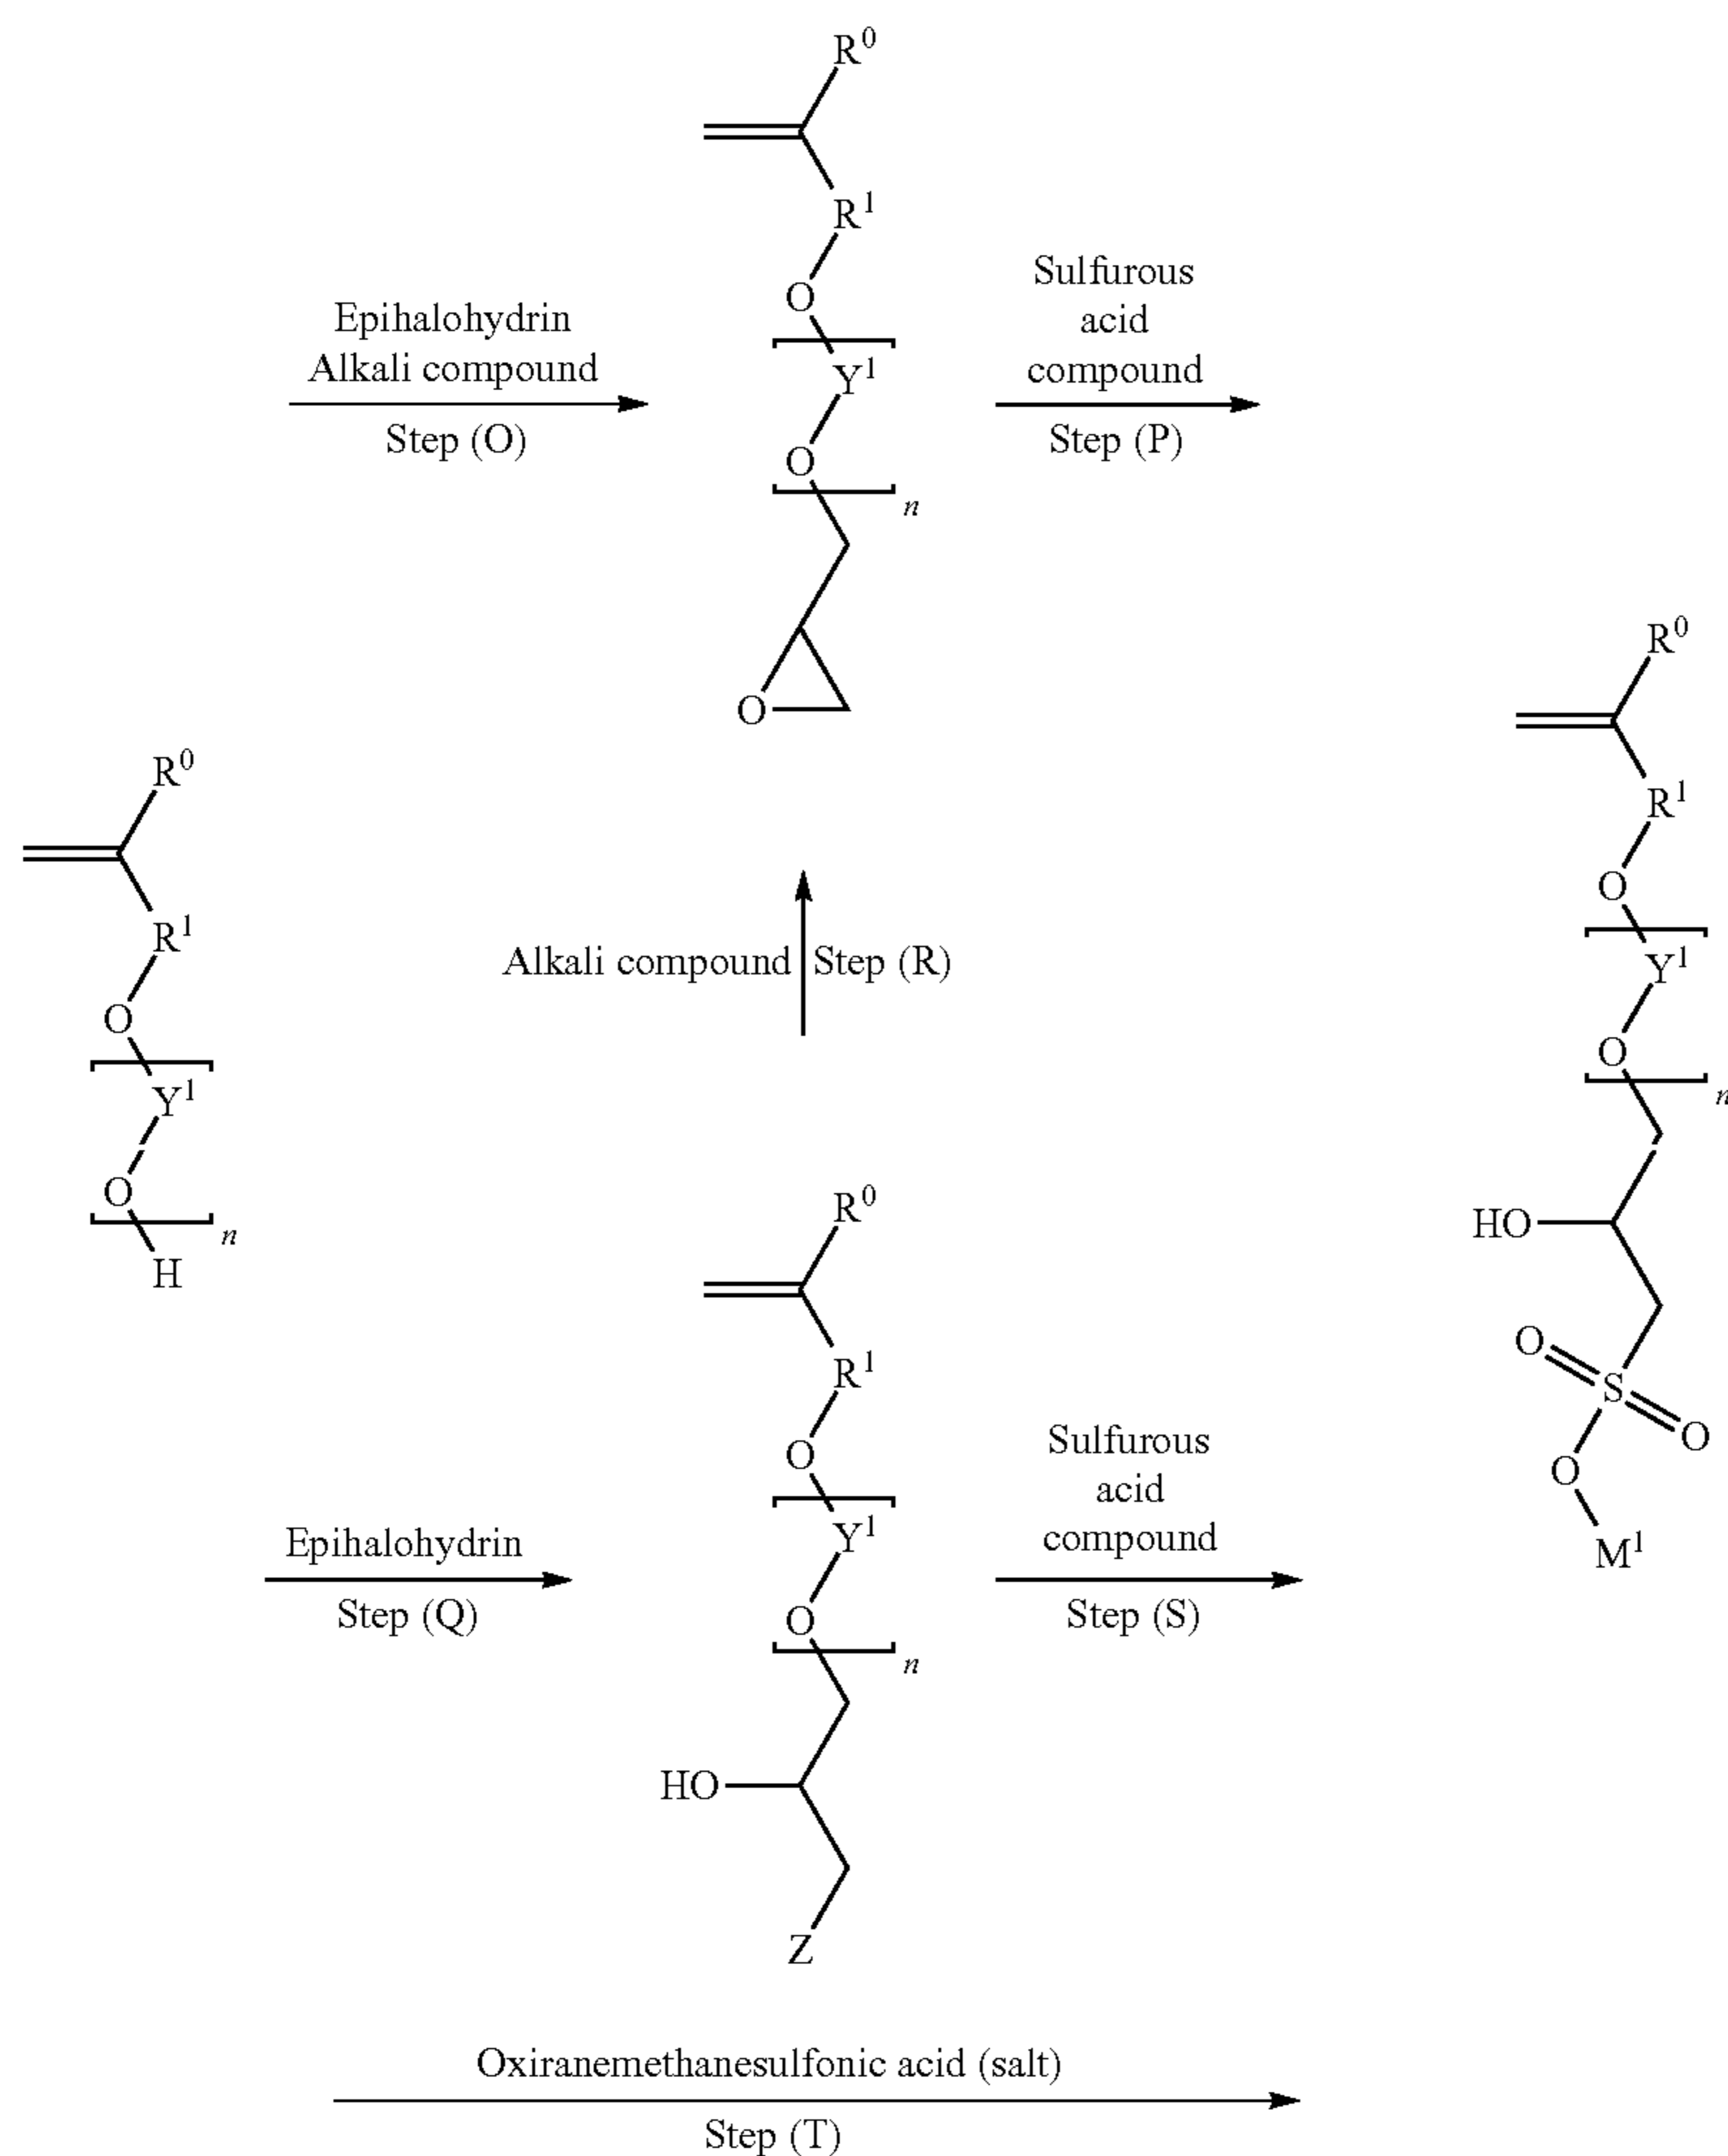 R⁰
R¹
O
Epihalohydrin
Alkali compound
Step (O)
Y¹
O
n
O
Sulfurous
acid
compound
Step (P)
R⁰
R¹
O
Y¹
O
n
H
Alkali compound
Step (R)
R⁰
R¹
O
Y¹
O
n
HO
O
S
O
O
M¹
Epihalohydrin
Step (Q)
R⁰
R¹
O
Y¹
O
n
HO
Z
Sulfurous
acid
compound
Step (S)
Oxiranemethanesulfonic acid (salt)
Step (T)